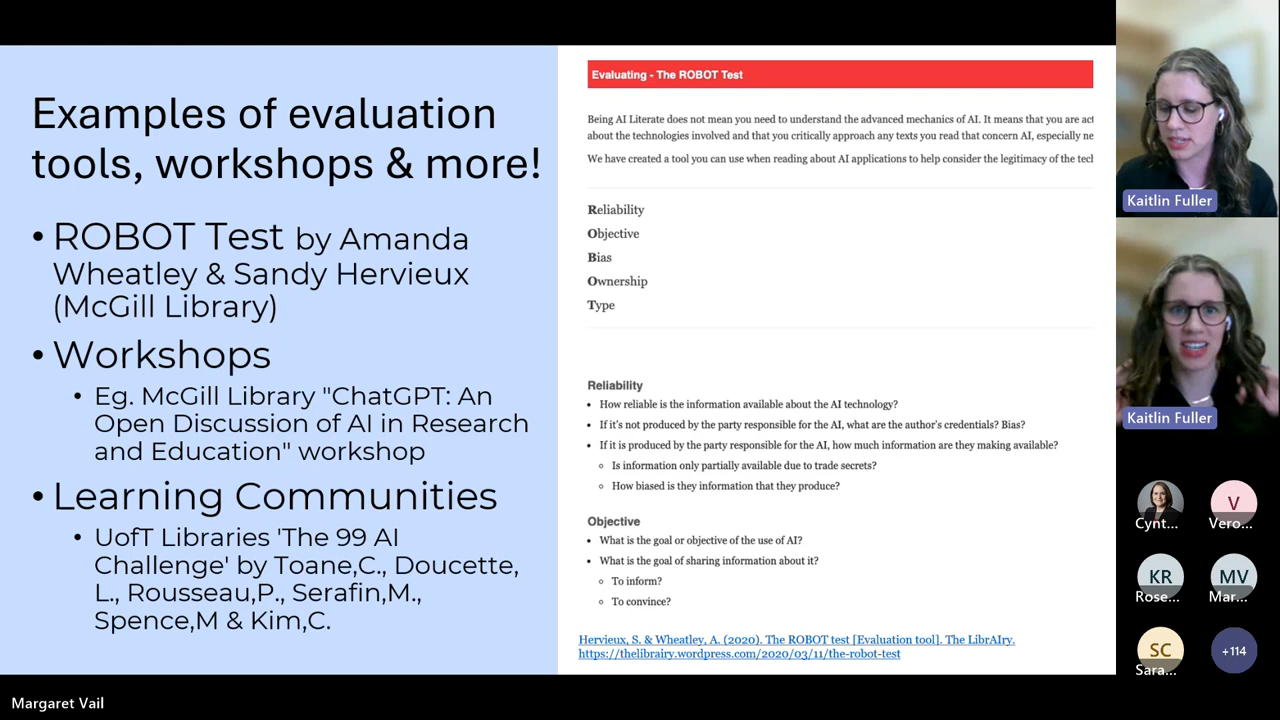 Examples of evaluation
tools, workshops & more!
• ROBOT Test by Amanda
Wheatley & Sandy Hervieux
(McGill Library)
• Workshops
• Eg. McGill Library "ChatGPT: An
Open Discussion of AI in Research
and Education" workshop
• Learning Communities
• UofT Libraries 'The 99 AI
Challenge' by Toane,C., Doucette,
L., Rousseau,P., Serafin,M.,
Spence,M & Kim,C.
Evaluating - The ROBOT Test
Being AI Literate does not mean you need to understand the advanced mechanics of AI. It means that you are act
about the technologies involved and that you critically approach any texts you read that concern AI, especially ne
We have created a tool you can use when reading about AI applications to help consider the legitimacy of the tecl
Reliability
Objective
Bias
Ownership
Type
Reliability
• How reliable is the information available about the AI technology?
• If it's not produced by the party responsible for the AI, what are the author's credentials? Bias?
• If it is produced by the party responsible for the AI, how much information are they making available?
○ Is information only partially available due to trade secrets?
○ How biased is they information that they produce?
Objective
• What is the goal or objective of the use of AI?
• What is the goal of sharing information about it?
○ To inform?
○ To convince?
Hervieux, S. & Wheatley, A. (2020). The ROBOT test [Evaluation tool]. The LibrAIry.
https://thelibrairy.wordpress.com/2020/03/11/the-robot-test
Kaitlin Fuller
Kaitlin Fuller
Cynt...
V
Vero...
KR
Rose...
MV
Mar...
SC
Sara...
+114
Margaret Vail